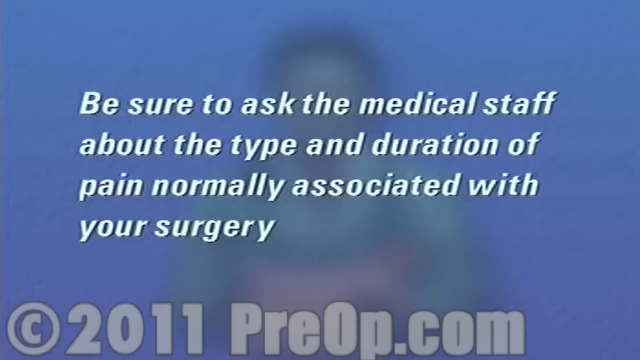 Be sure to ask the medical staff
about the type and duration of
pain normally associated with
your surgery
©2011 PreOp.com